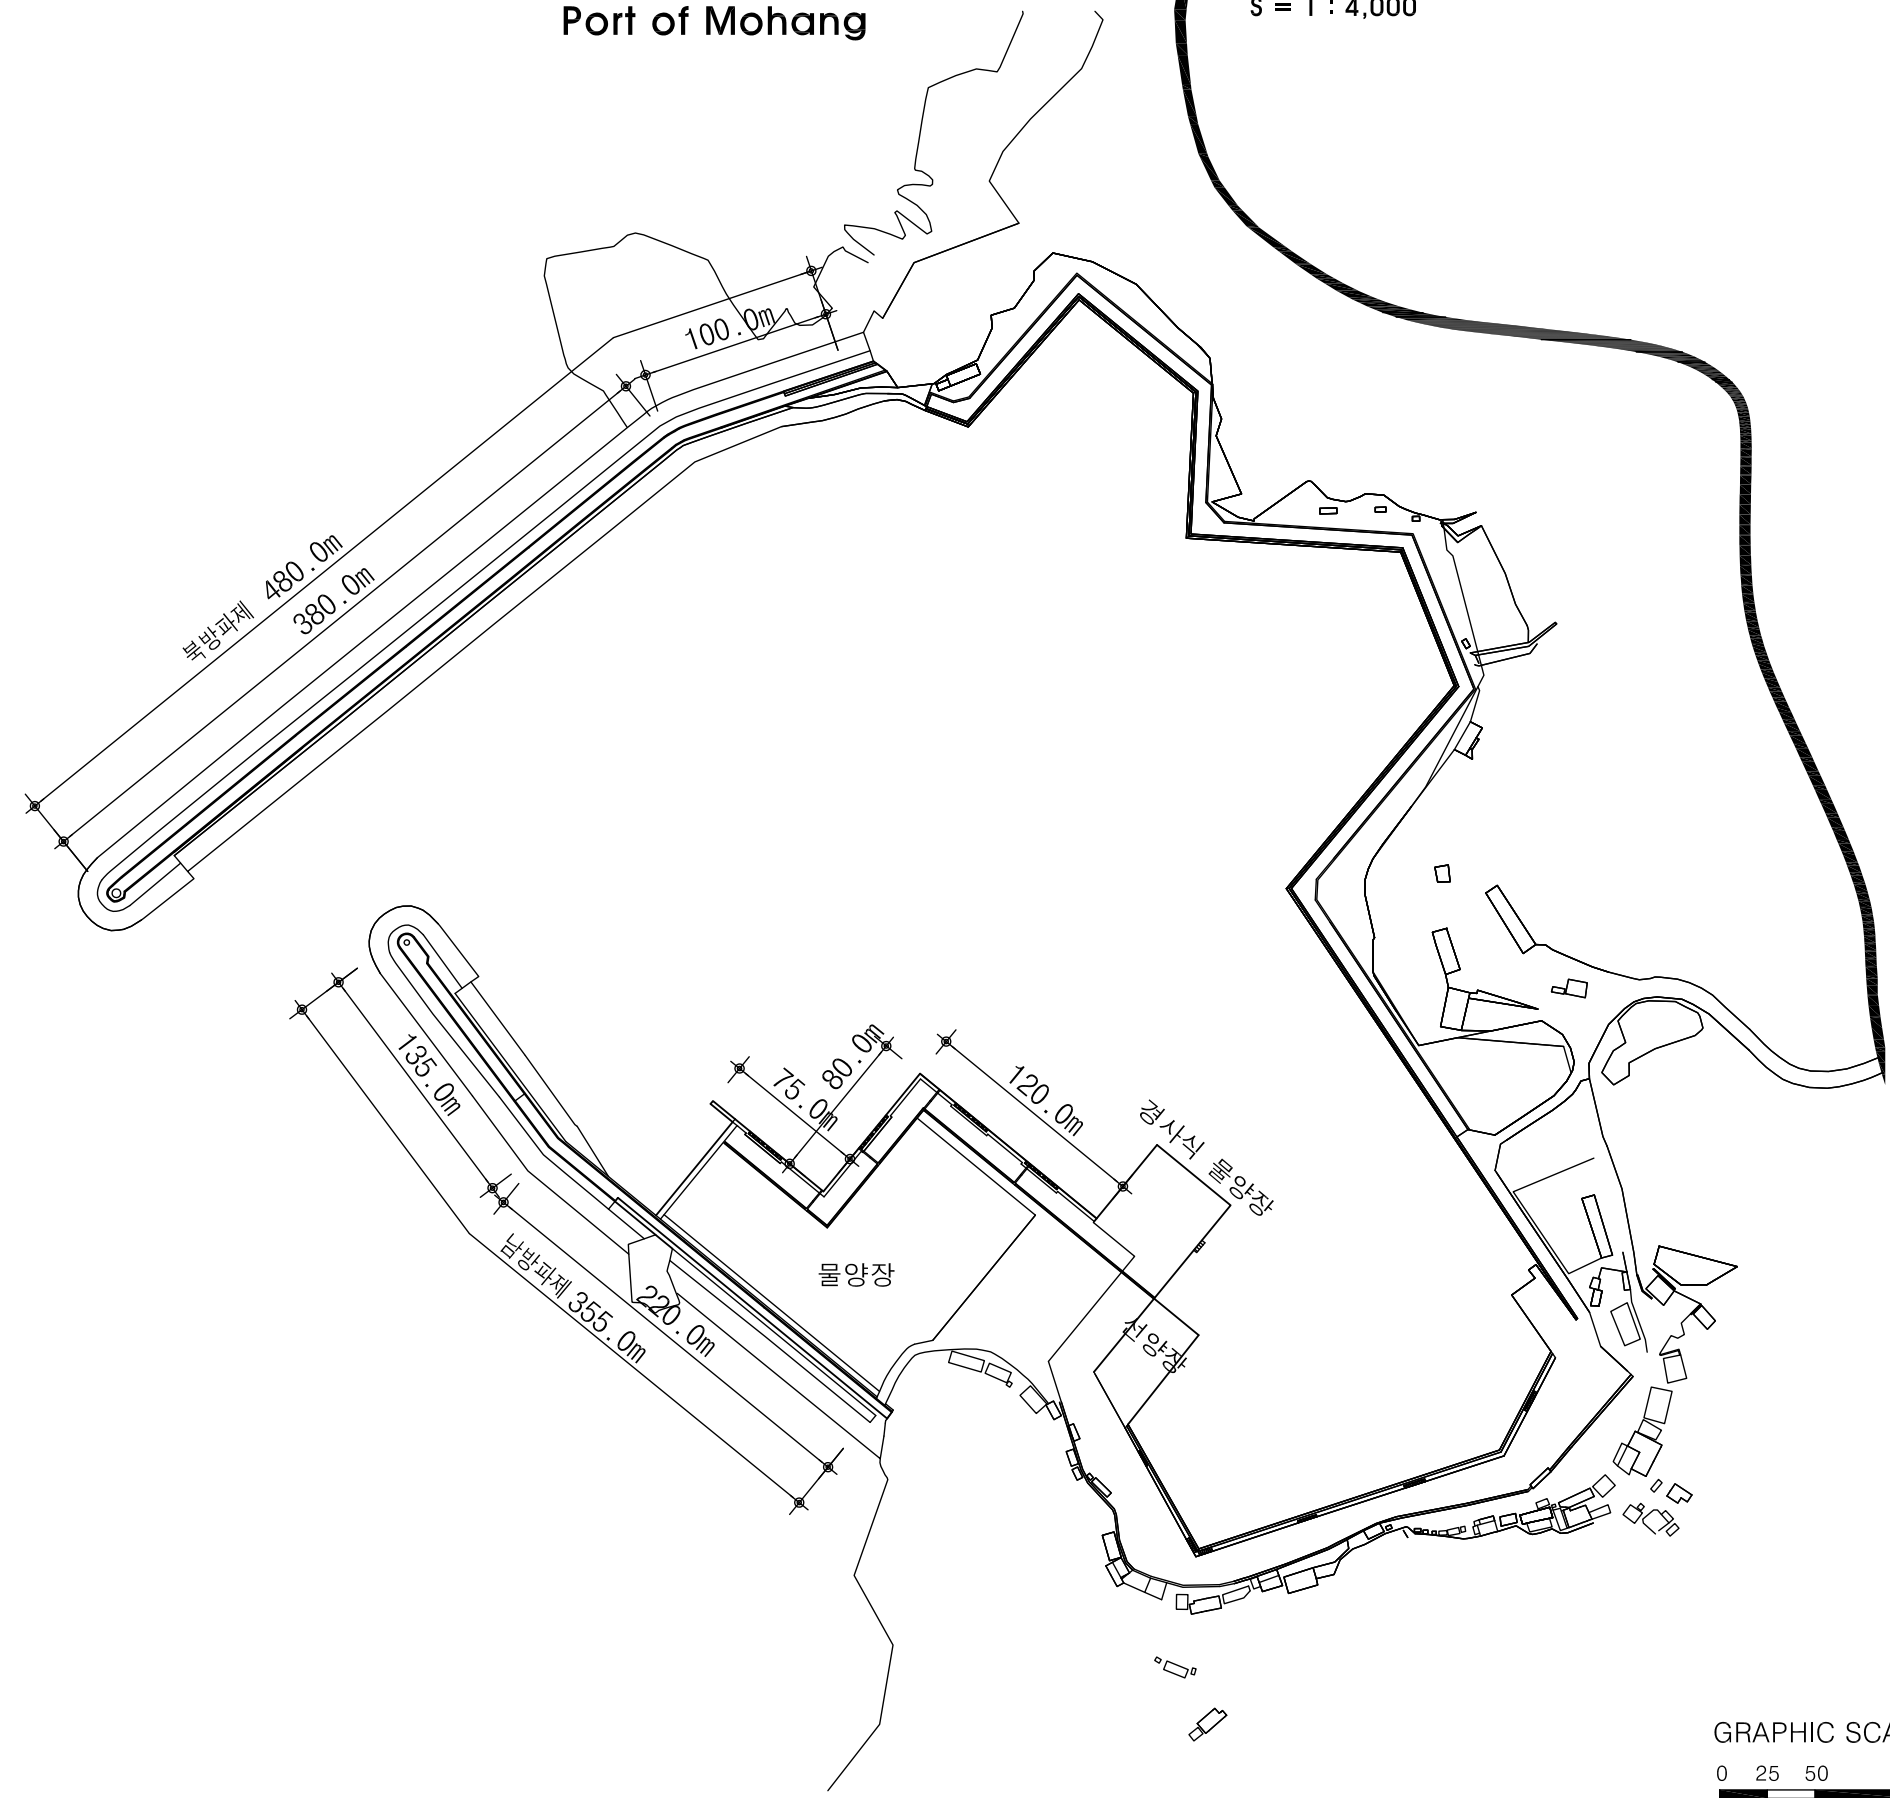 Port of Mohang
S = 1 : 4,000
100.0m
북방파제 480.0m
380.0m
135.0m
75.0m
80.0m
120.0m
경사식 물양장
물양장
남방파제 355.0m
220.0m
선양장
GRAPHIC SCA
0 25 50